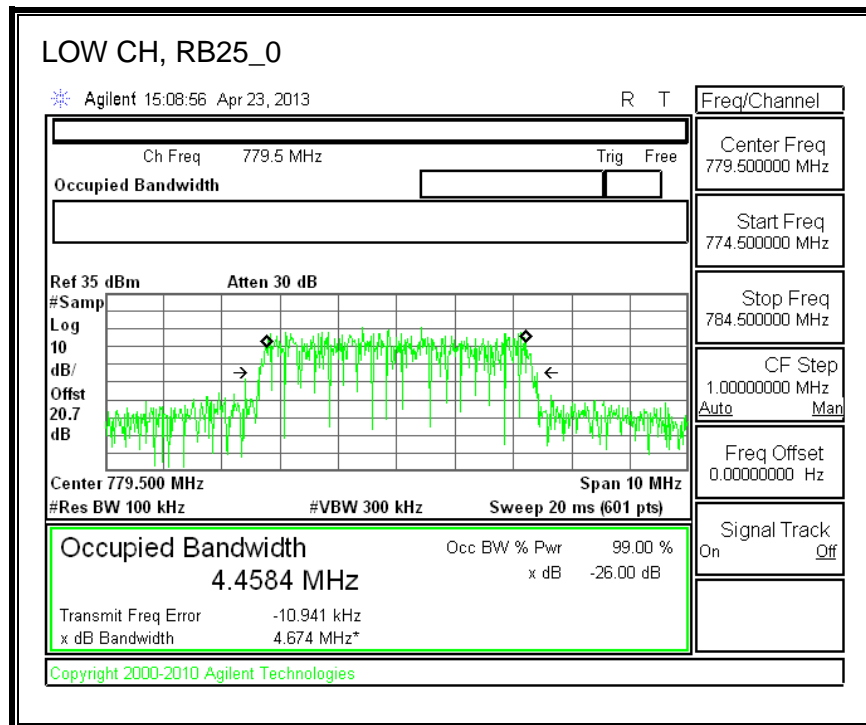 LOW CH, RB25_0
Agilent 15:08:56 Apr 23, 2013 R T
Ch Freq 779.5 MHz Trig Free
Occupied Bandwidth
Ref 35 dBm Atten 30 dB
#Samp
Log
10
dB/
Offst
20.7
dB
Center 779.500 MHz Span 10 MHz
#Res BW 100 kHz #VBW 300 kHz Sweep 20 ms (601 pts)
Occupied Bandwidth
4.4584 MHz
Occ BW % Pwr 99.00 %
x dB -26.00 dB
Transmit Freq Error -10.941 kHz
x dB Bandwidth 4.674 MHz*
Copyright 2000-2010 Agilent Technologies
Freq/Channel
Center Freq
779.500000 MHz
Start Freq
774.500000 MHz
Stop Freq
784.500000 MHz
CF Step
1.00000000 MHz
Auto Man
Freq Offset
0.00000000 Hz
Signal Track
On Off